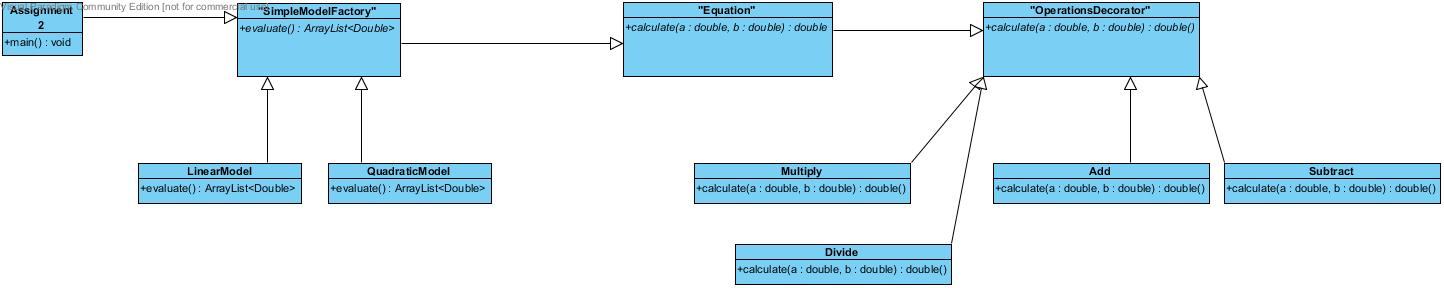 Visual Paradigm Community Edition [not for commercial use]
Assignment
2
+main() : void
"SimpleModelFactory"
+evaluate() : ArrayList<Double>
"Equation"
+calculate(a : double, b : double) : double
"OperationsDecorator"
+calculate(a : double, b : double) : double()
LinearModel
+evaluate() : ArrayList<Double>
QuadraticModel
+evaluate() : ArrayList<Double>
Multiply
+calculate(a : double, b : double) : double()
Add
+calculate(a : double, b : double) : double()
Subtract
+calculate(a : double, b : double) : double()
Divide
+calculate(a : double, b : double) : double()